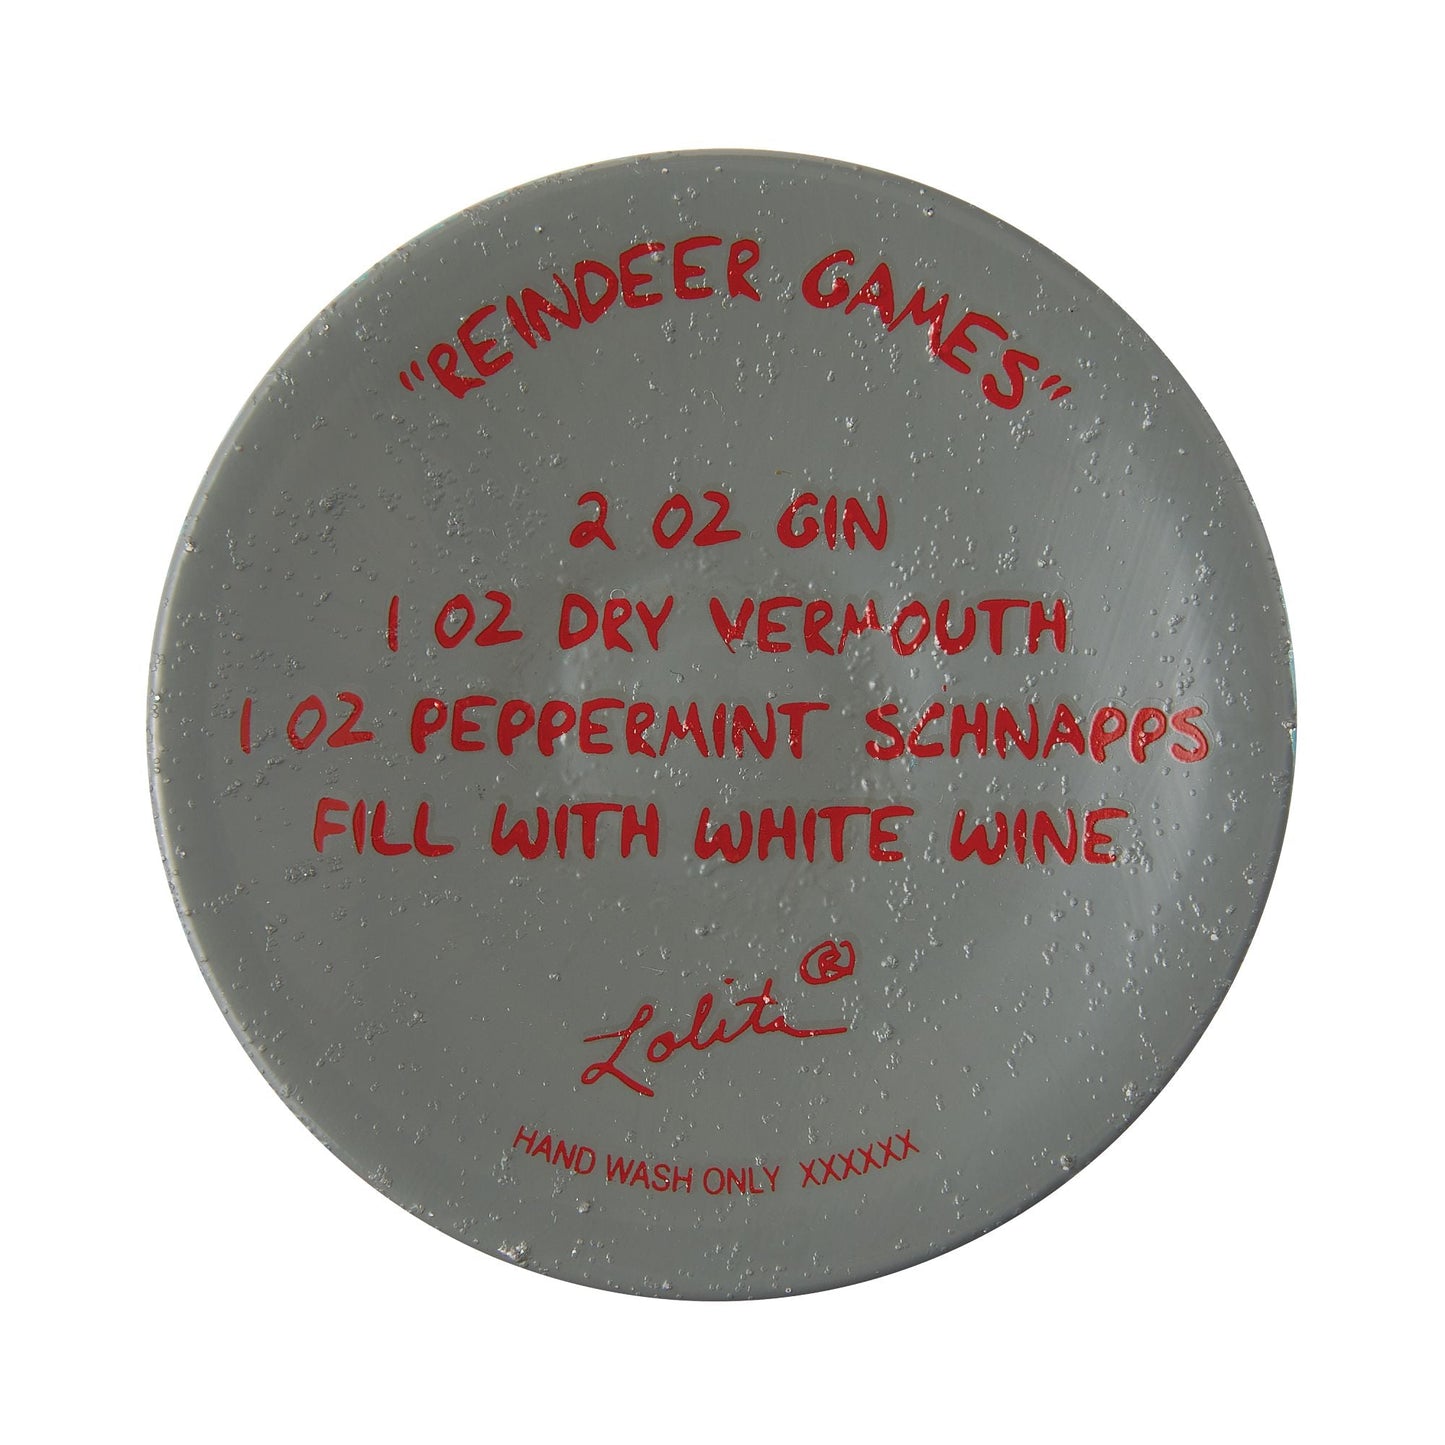 "REINDEER GAMES"
2 OZ GIN
1 OZ DRY VERMOUTH
1 OZ PEPPERMINT SCHNAPPS
FILL WITH WHITE WINE
Lolita®
HAND WASH ONLY XXXXXX